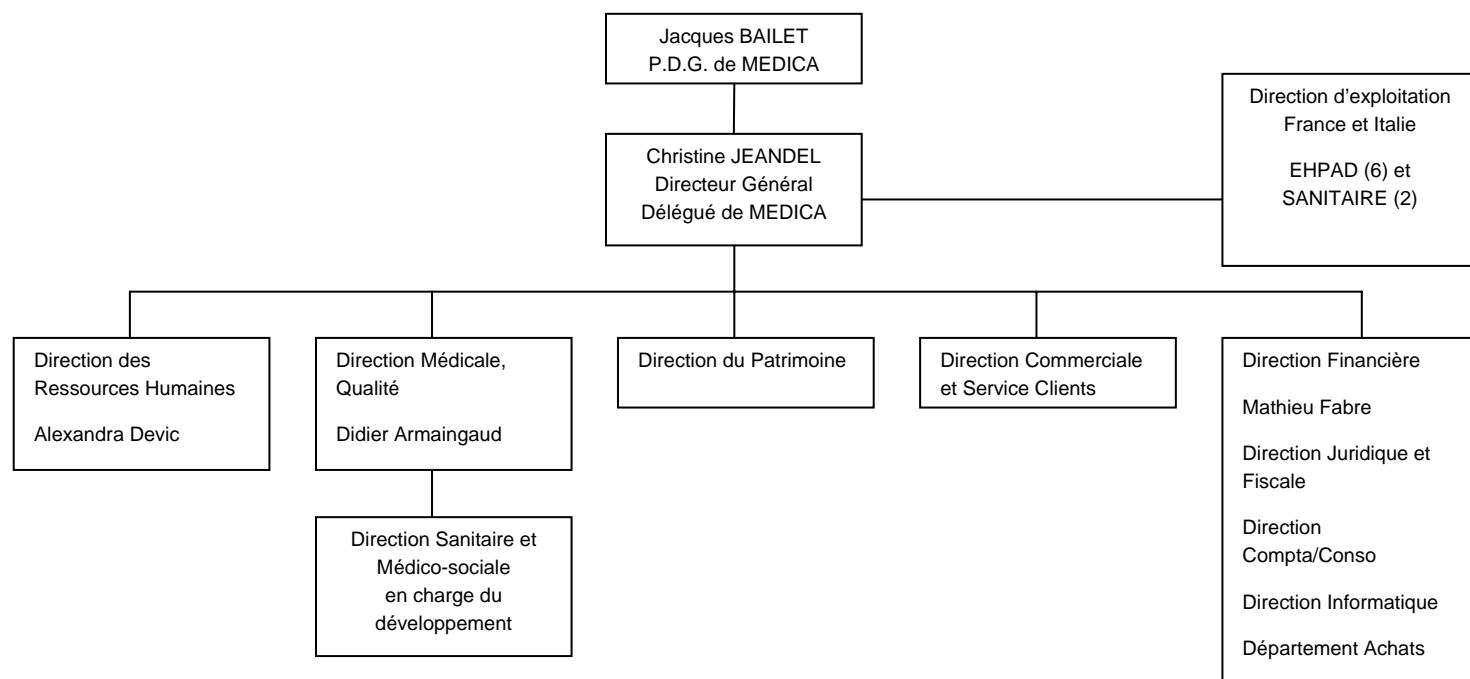 Jacques BAILET
P.D.G. de MEDICA
Direction d’exploitation
France et Italie
EHPAD (6) et
SANITAIRE (2)
Christine JEANDEL
Directeur Général
Délégué de MEDICA
Direction des
Ressources Humaines
Alexandra Devic
Direction Médicale,
Qualité
Didier Armaingaud
Direction du Patrimoine
Direction Commerciale
et Service Clients
Direction Financière
Mathieu Fabre
Direction Juridique et
Fiscale
Direction
Compta/Conso
Direction Informatique
Département Achats
Direction Sanitaire et
Médico-sociale
en charge du
développement